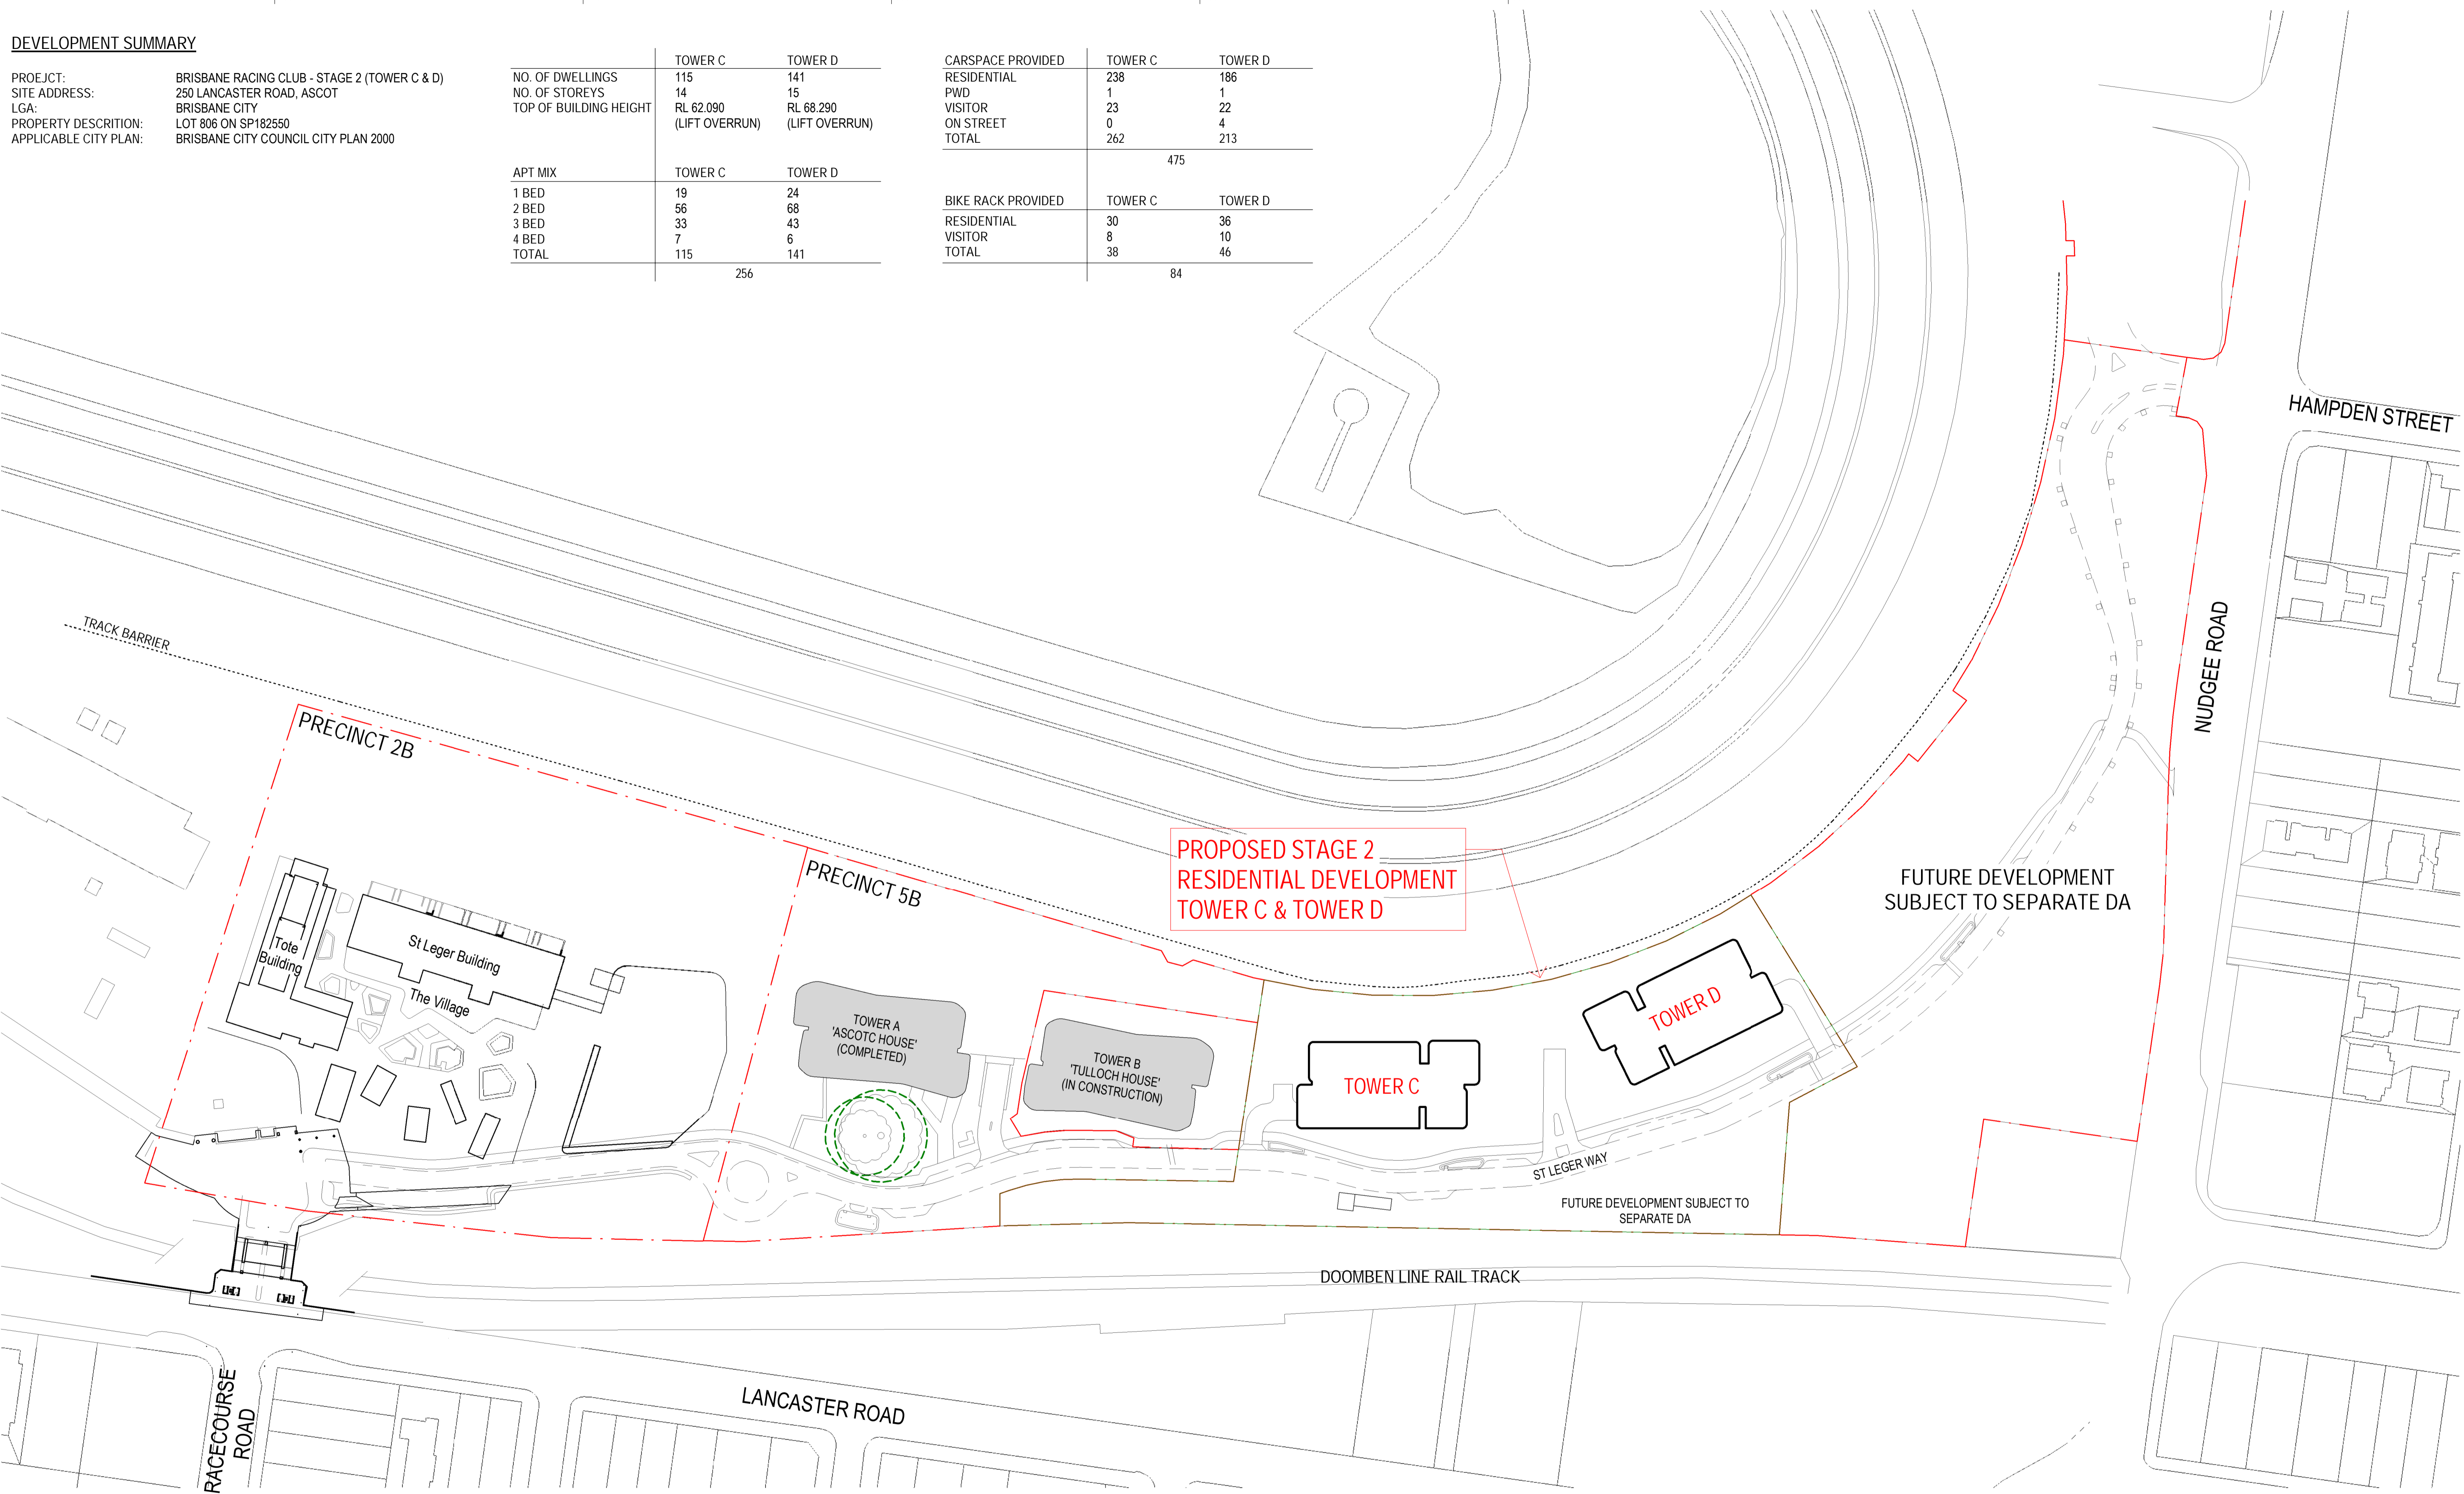 DEVELOPMENT SUMMARY
PROEJCT: BRISBANE RACING CLUB - STAGE 2 (TOWER C & D)
SITE ADDRESS: 250 LANCASTER ROAD, ASCOT
LGA: BRISBANE CITY
PROPERTY DESCRITION: LOT 806 ON SP182550
APPLICABLE CITY PLAN: BRISBANE CITY COUNCIL CITY PLAN 2000
TOWER C TOWER D
NO. OF DWELLINGS 115 141
NO. OF STOREYS 14 15
TOP OF BUILDING HEIGHT RL 62.090 RL 68.290
(LIFT OVERRUN) (LIFT OVERRUN)
APT MIX TOWER C TOWER D
1 BED 19 24
2 BED 56 68
3 BED 33 43
4 BED 7 6
TOTAL 115 141
256
CARSPACE PROVIDED TOWER C TOWER D
RESIDENTIAL 238 186
PWD 1 1
VISITOR 23 22
ON STREET 0 4
TOTAL 262 213
475
BIKE RACK PROVIDED TOWER C TOWER D
RESIDENTIAL 30 36
VISITOR 8 10
TOTAL 38 46
84
HAMPDEN STREET
NUDGEE ROAD
TRACK BARRIER
PRECINCT 2B
PRECINCT 5B
PROPOSED STAGE 2
RESIDENTIAL DEVELOPMENT
TOWER C & TOWER D
FUTURE DEVELOPMENT
SUBJECT TO SEPARATE DA
Tote
Building
St Leger Building
The Village
TOWER A
'ASCOTC HOUSE'
(COMPLETED)
TOWER B
'TULLOCH HOUSE'
(IN CONSTRUCTION)
TOWER C
TOWER D
ST LEGER WAY
FUTURE DEVELOPMENT SUBJECT TO
SEPARATE DA
DOOMBEN LINE RAIL TRACK
LANCASTER ROAD
RACECOURSE
ROAD